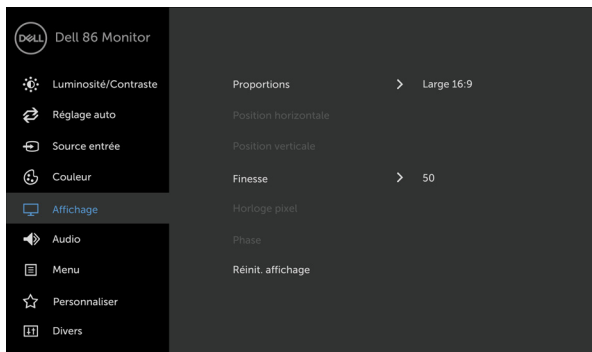 DELL Dell 86 Monitor
Luminosité/Contraste
Réglage auto
Source entrée
Couleur
Affichage
Audio
Menu
Personnaliser
Divers
Proportions Large 16:9
Position horizontale
Position verticale
Finesse 50
Horloge pixel
Phase
Réinit. affichage